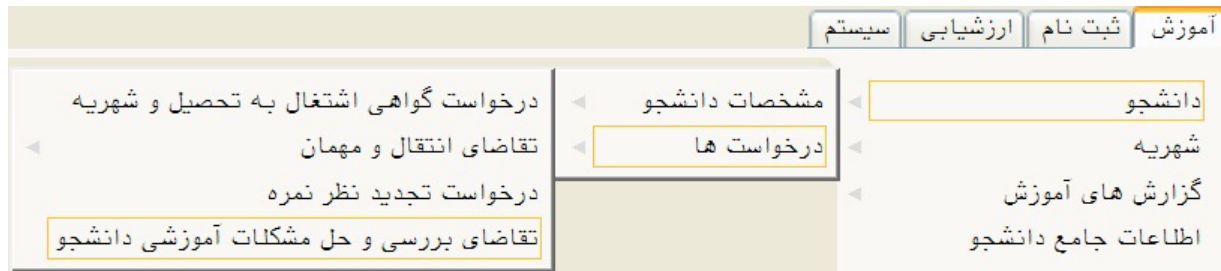 آموزش ثبت نام ارزشیابی سیستم
دانشجو
شهریه
گزارش های آموزش
اطلاعات جامع دانشجو
مشخصات دانشجو
درخواست ها
درخواست گواهی اشتغال به تحصیل و شهریه
تقاضای انتقال و مهمان
درخواست تجدید نظر نمره
تقاضای بررسی و حل مشکلات آموزشی دانشجو